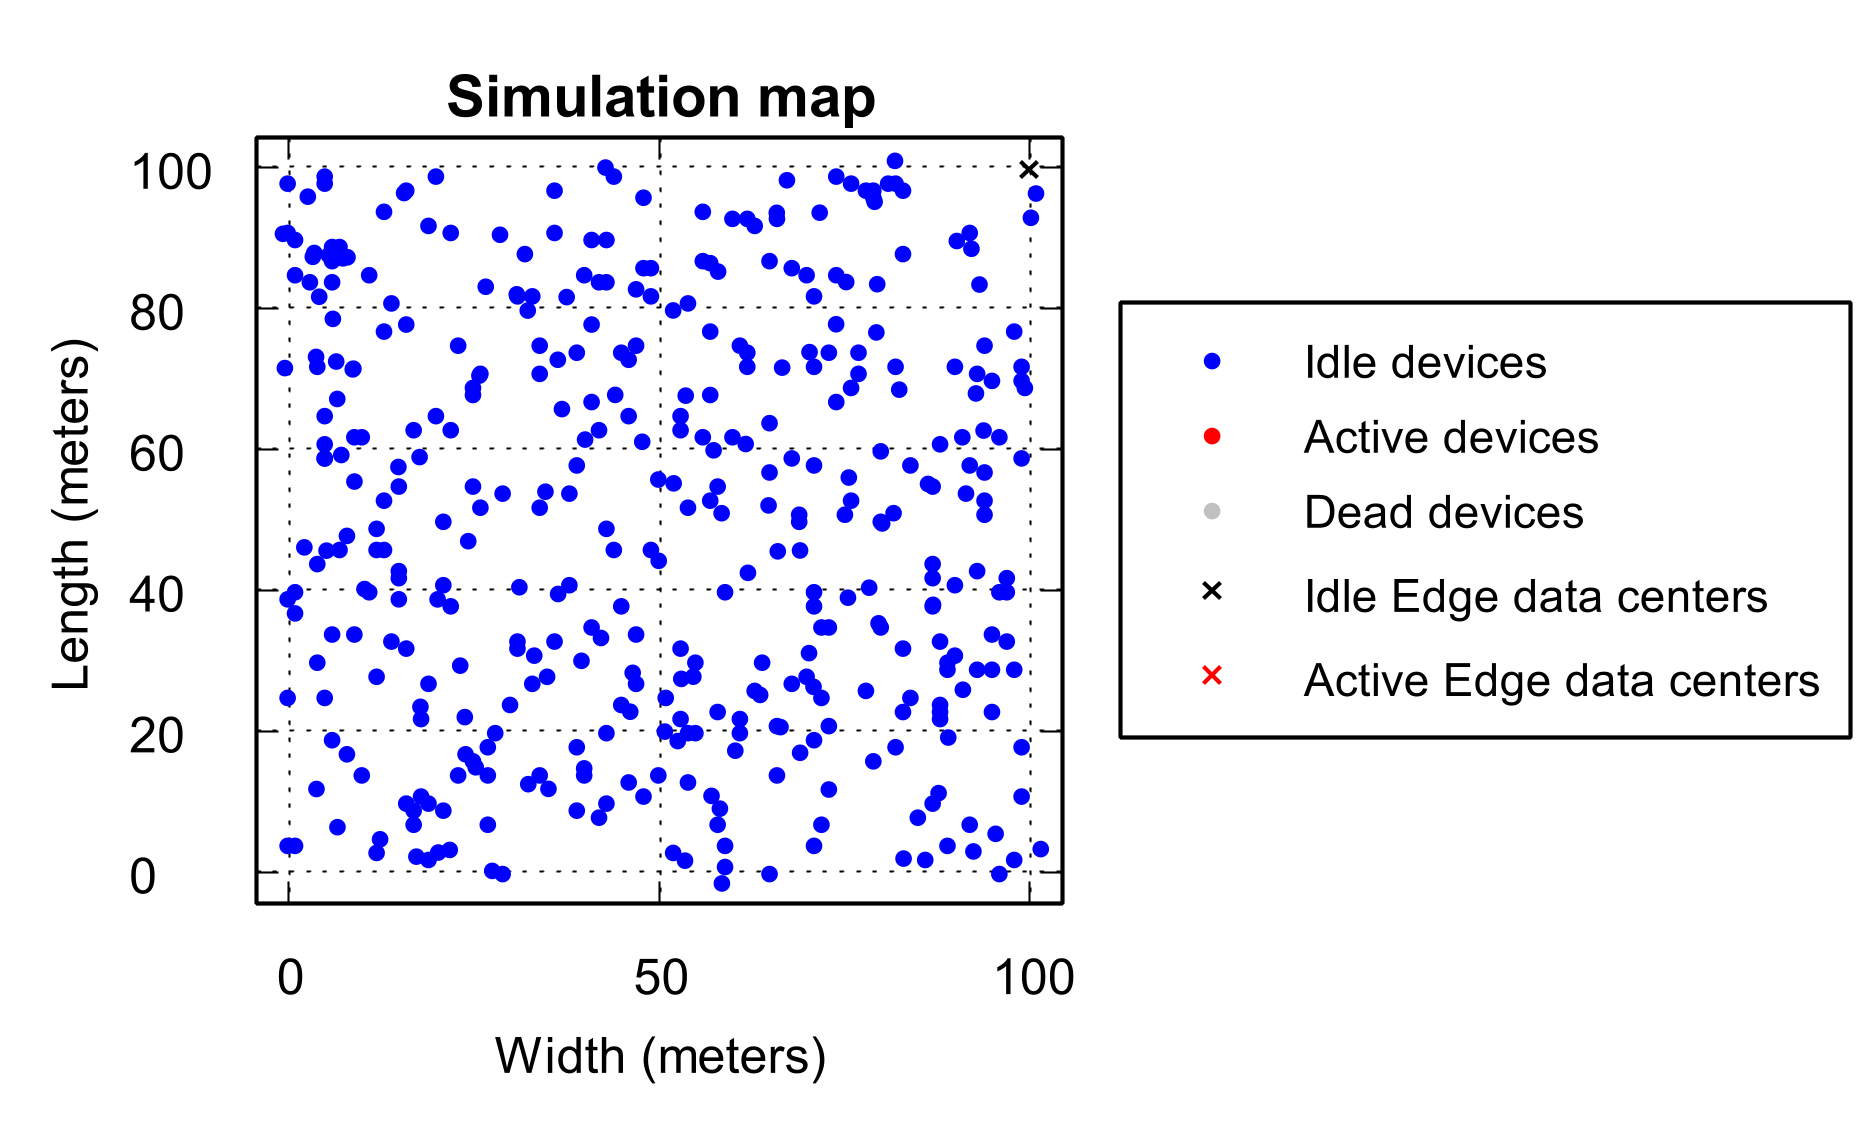 Simulation map
Length (meters)
100
80
60
40
20
0
0 50 100
Width (meters)
Idle devices
Active devices
Dead devices
Idle Edge data centers
Active Edge data centers